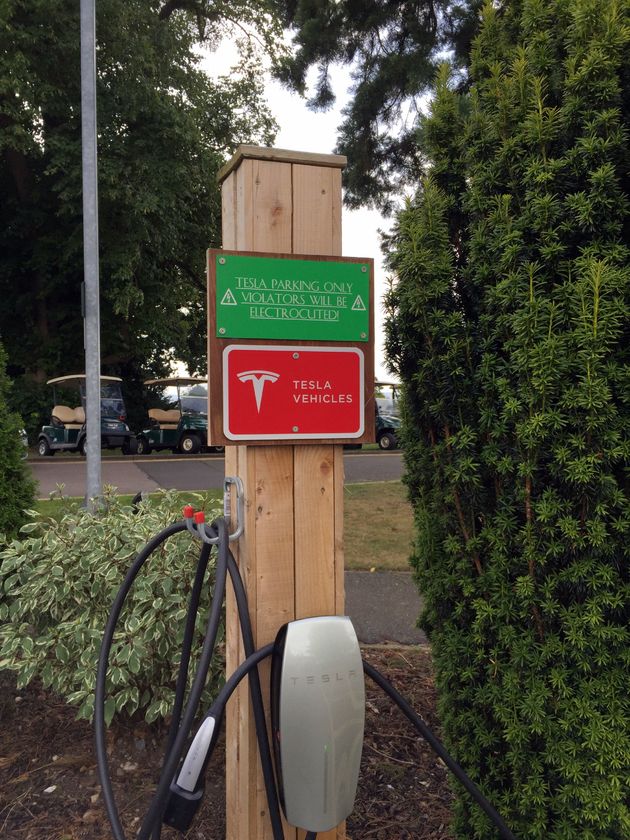 TESLA PARKING ONLY
VIOLATORS WILL BE
ELECTROCUTED!
TESLA
VEHICLES
TESLA